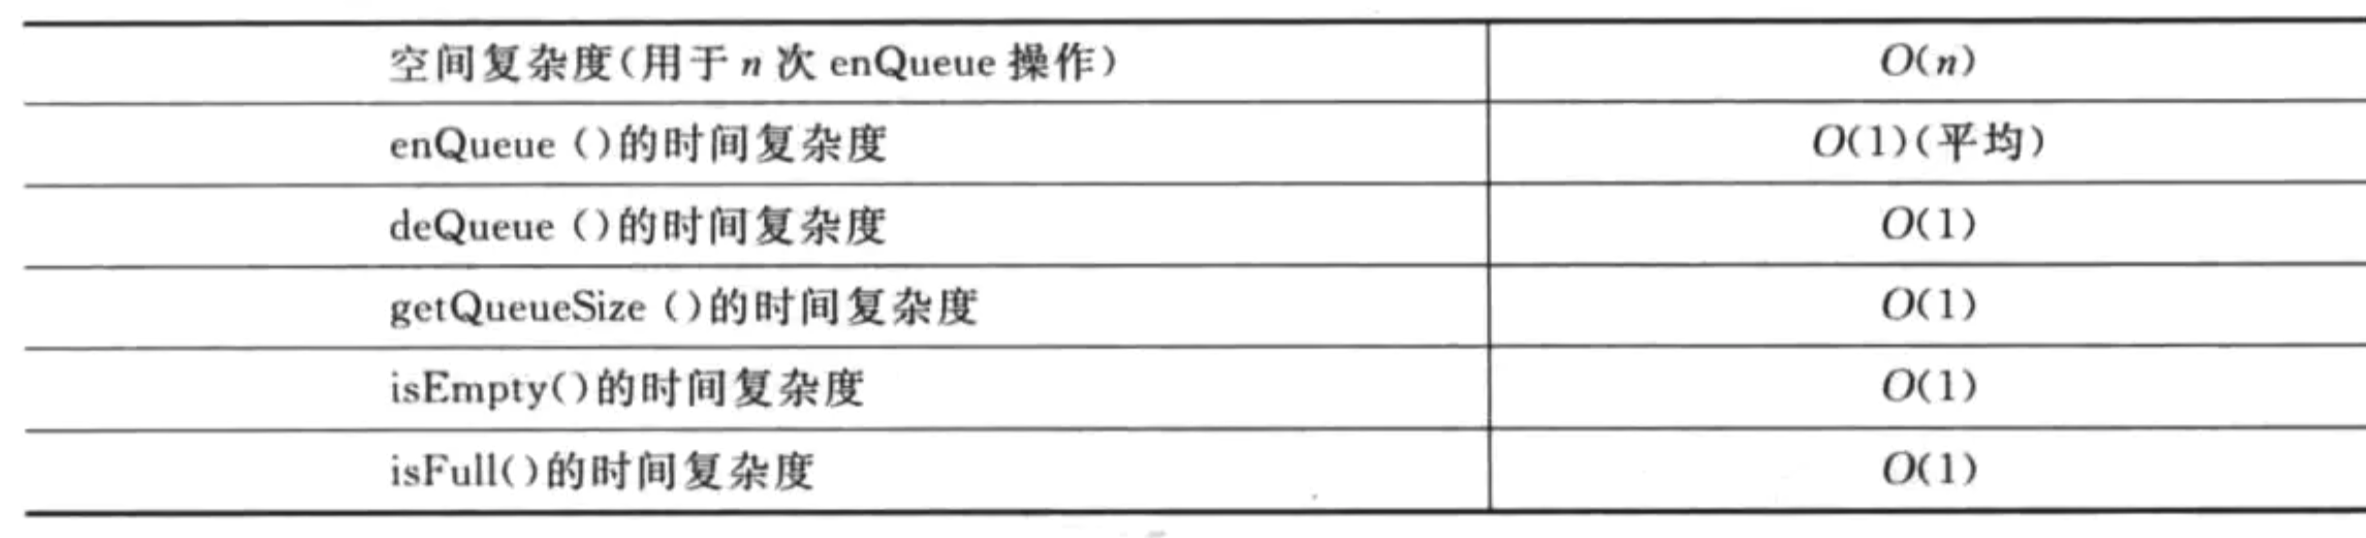 空间复杂度(用于 n 次 enQueue 操作) O(n)
enQueue ()的时间复杂度 O(1)(平均)
deQueue ()的时间复杂度 O(1)
getQueueSize ()的时间复杂度 O(1)
isEmpty()的时间复杂度 O(1)
isFull()的时间复杂度 O(1)